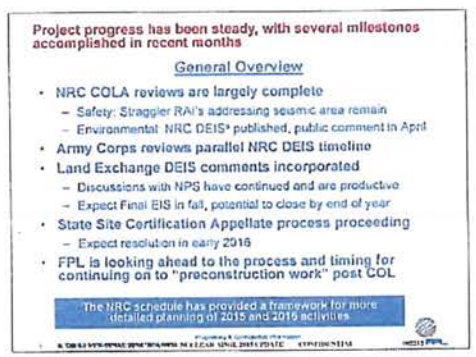 Project progress has been steady, with several milestones
accomplished in recent months
General Overview
• NRC COLA reviews are largely complete
– Safety: Straggler RAI's addressing seismic area remain
– Environmental: NRC DEIS* published, public comment in April
• Army Corps reviews parallel NRC DEIS timeline
• Land Exchange DEIS comments incorporated
– Discussions with NPS have continued and are productive
– Expect Final EIS in fall, potential to close by end of year
• State Site Certification Appellate process proceeding
– Expect resolution in early 2016
• FPL is looking ahead to the process and timing for
continuing on to "preconstruction work" post COL
The NRC schedule has provided a framework for more
detailed planning of 2015 and 2016 activities
Proprietary & Confidential Information
NUCLEAR CONFIDENTIAL
FPL